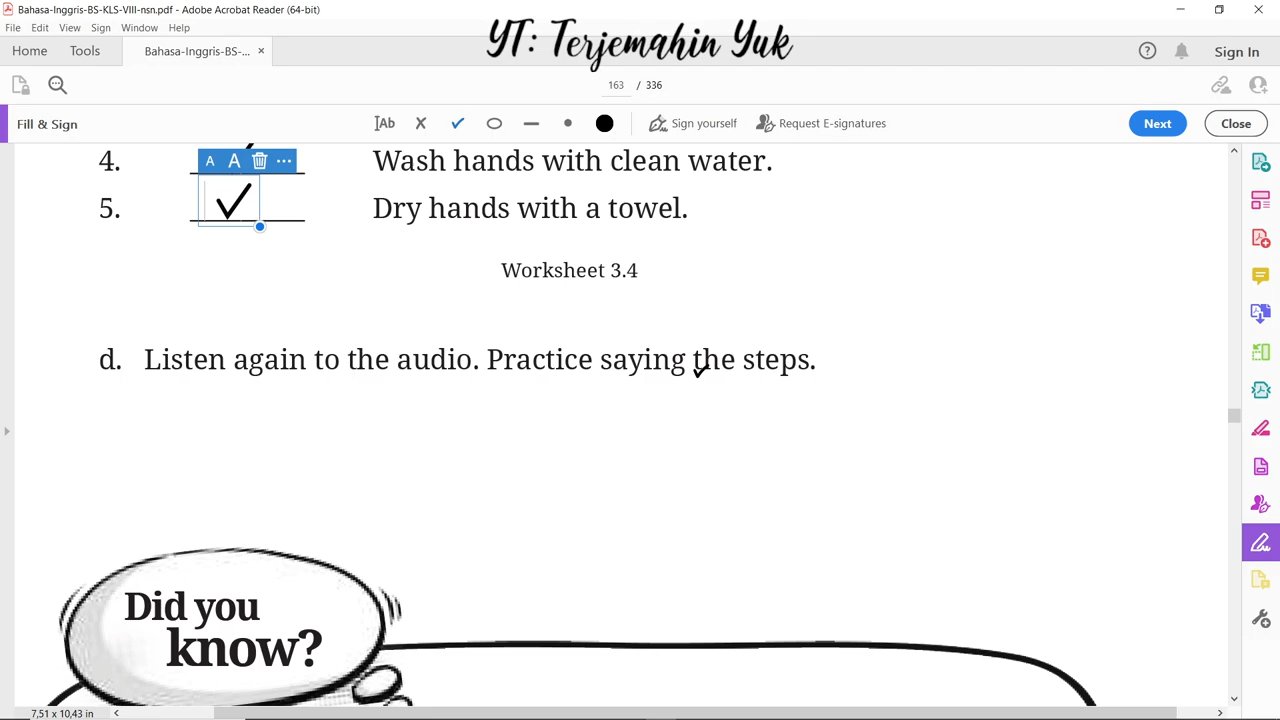 Bahasa-Inggris-BS-KLS-VIII-nsn.pdf - Adobe Acrobat Reader (64-bit)
File Edit View Sign Window Help
YT: Terjemahin Yuk
Home Tools Bahasa-Inggris-BS-... × Sign In
163 / 336
Fill & Sign Ab Sign yourself Request E-signatures Next Close
4. Wash hands with clean water.
A A
5. Dry hands with a towel.
Worksheet 3.4
d. Listen again to the audio. Practice saying the steps.
Did you
know?
7,51 x 10,43 in